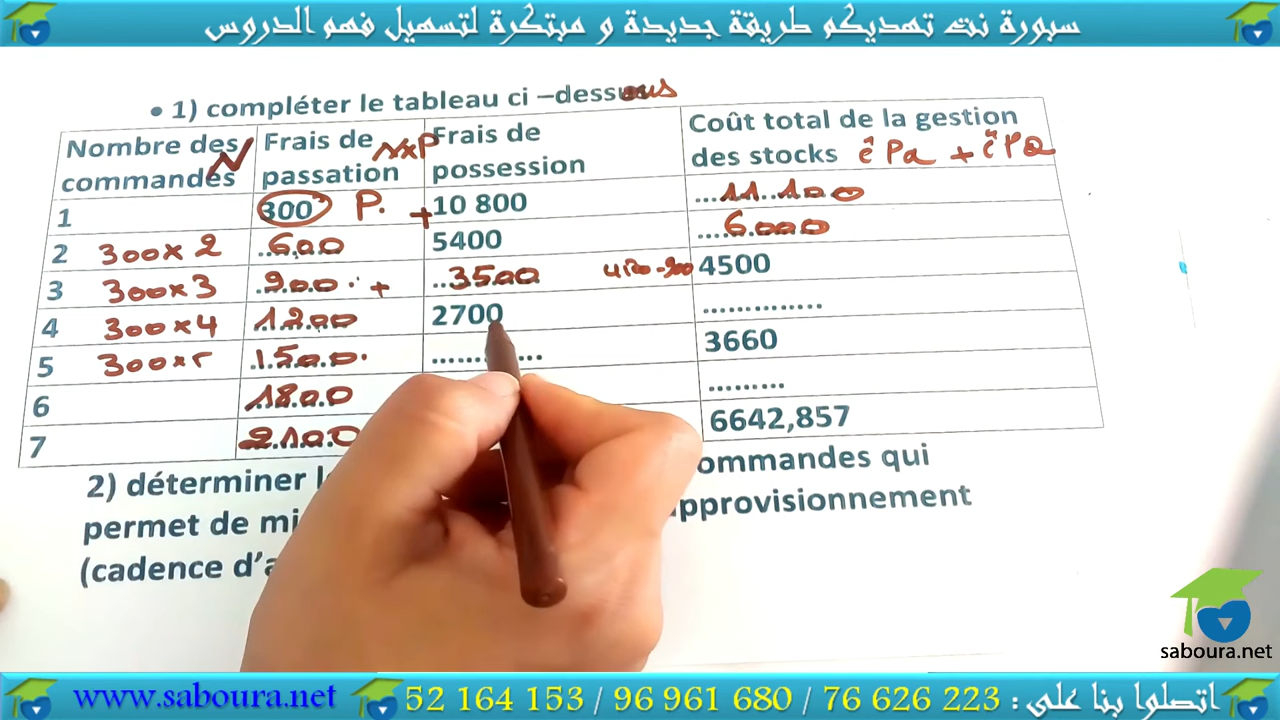 سبورة نت تهديكم طريقة جديدة و مبتكرة لتسهيل فهم الدروس
• 1) compléter le tableau ci –dessous
Nombre des commandes N | Frais de passation N×P | Frais de possession | Coût total de la gestion des stocks ĉ Pa + ĉ Po
1 | 300 P. + | 10 800 | 11.100
2 300×2 | 600 | 5400 | 6.000
3 300×3 | 900 + | 3500 | 4500-900 4500
4 300×4 | 1200 | 2700 | ..............
5 300×5 | 1500 | ........... | 3660
6 | 1800 | .........
7 | 2100 | 6642,857
2) déterminer l
ommandes qui
permet de mi
pprovisionnement
(cadence d’a
saboura.net
www.saboura.net
اتصلوا بنا على : 223 626 76 / 680 961 96 / 153 164 52